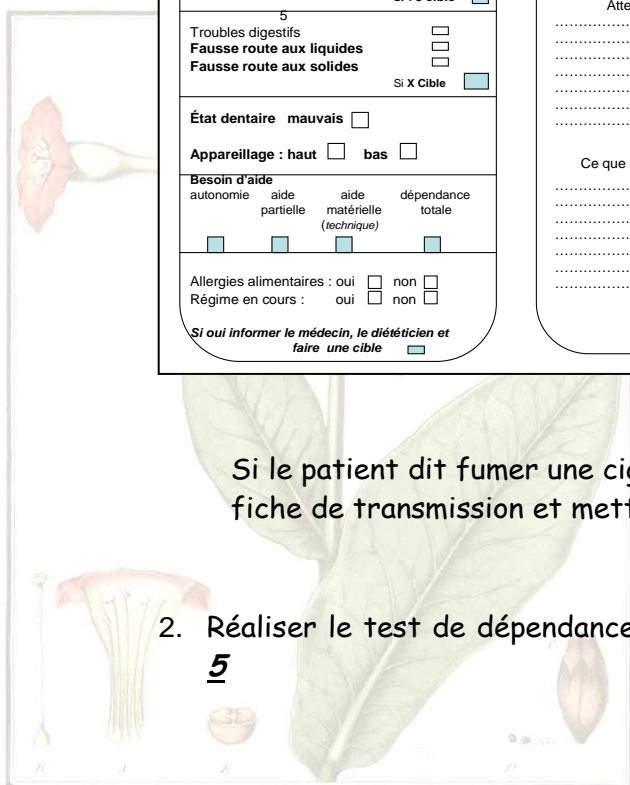 5
Troubles digestifs
Fausse route aux liquides
Fausse route aux solides
Si X Cible
État dentaire mauvais
Appareillage : haut bas
Besoin d'aide
autonomie aide aide dépendance
partielle matérielle totale
(technique)
Allergies alimentaires : oui non
Régime en cours : oui non
Si oui informer le médecin, le diététicien et
faire une cible
Atte
Ce que
Si le patient dit fumer une cig
fiche de transmission et mett
2. Réaliser le test de dépendance
5